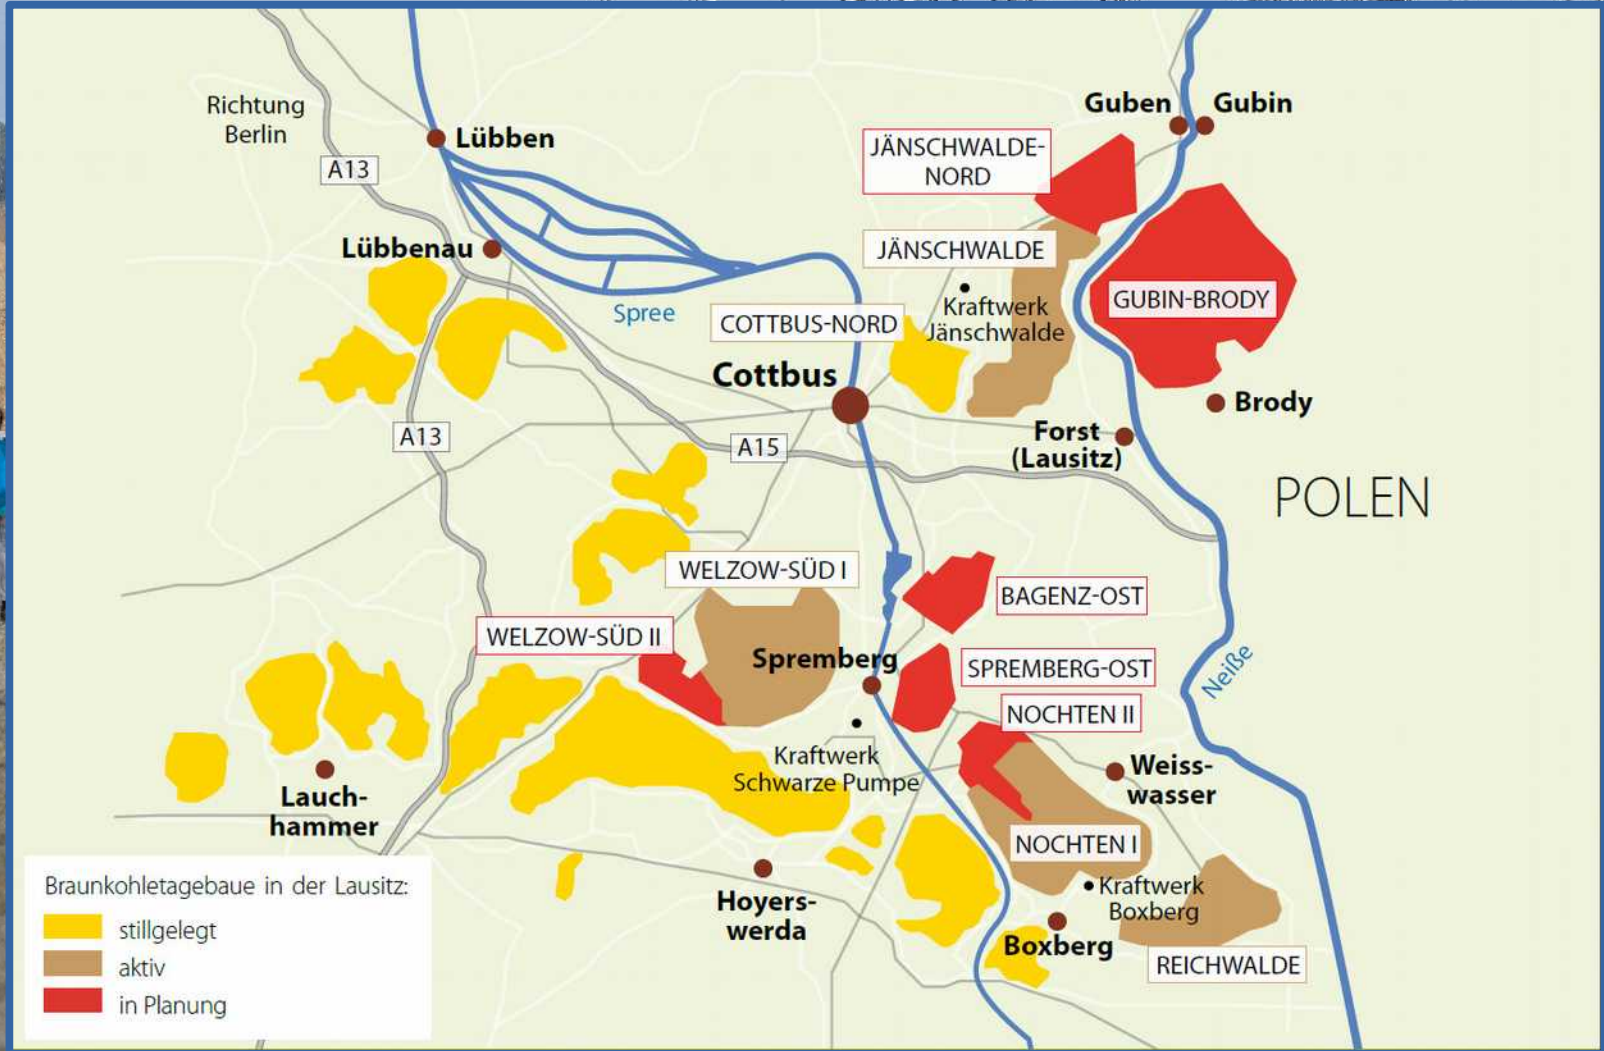 Richtung
Berlin
A13
Lübben
Lübbenau
Spree
Guben
Gubin
JÄNSCHWALDE-
NORD
JÄNSCHWALDE
Kraftwerk
Jänschwalde
GUBIN-BRODY
COTTBUS-NORD
Cottbus
Brody
A13
A15
Forst
(Lausitz)
POLEN
WELZOW-SÜD I
BAGENZ-OST
WELZOW-SÜD II
Spremberg
SPREMBERG-OST
Neiße
NOCHTEN II
Kraftwerk
Schwarze Pumpe
Weiss-
wasser
Lauch-
hammer
NOCHTEN I
Kraftwerk
Boxberg
Hoyers-
werda
Boxberg
REICHWALDE
Braunkohletagebaue in der Lausitz:
stillgelegt
aktiv
in Planung